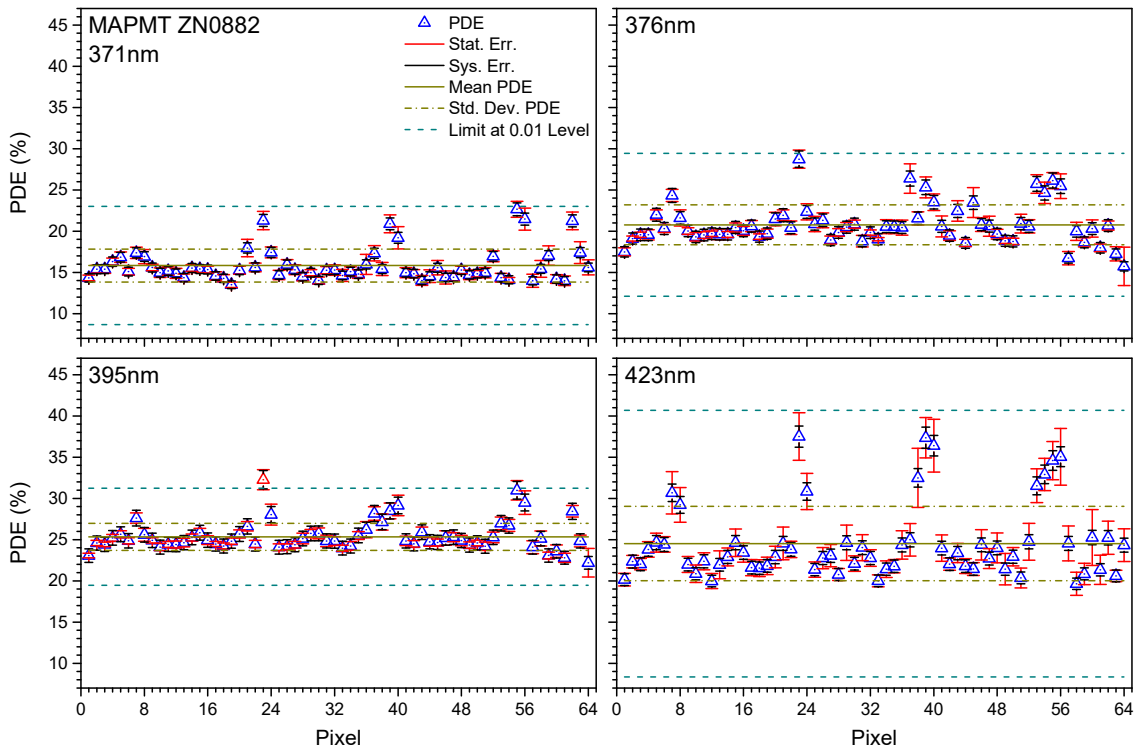 MAPMT ZN0882
371nm
PDE
Stat. Err.
Sys. Err.
Mean PDE
Std. Dev. PDE
Limit at 0.01 Level
376nm
45
40
35
30
25
20
15
10
PDE (%)
395nm
423nm
45
40
35
30
25
20
15
10
PDE (%)
0 8 16 24 32 40 48 56 64
0 8 16 24 32 40 48 56 64
Pixel
Pixel